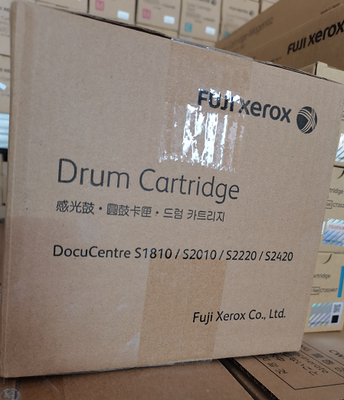 FUJI xerox
Drum Cartridge
感光鼓・圓鼓卡匣・드럼 카트리지
DocuCentre S1810 / S2010 / S2220 / S2420
Fuji Xerox Co., Ltd.
FUJI xerox